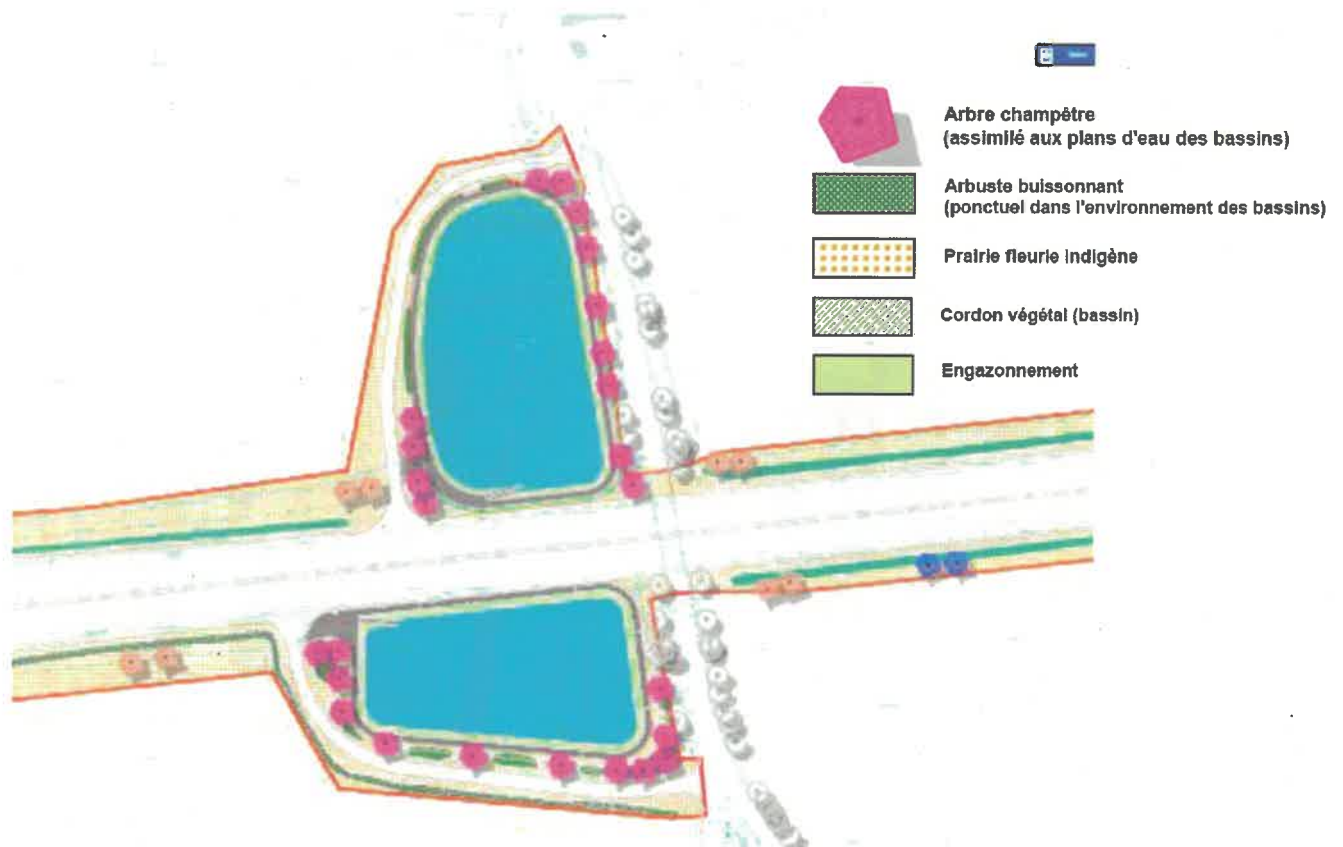 Arbre champêtre
(assimilé aux plans d'eau des bassins)
Arbuste buissonnant
(ponctuel dans l'environnement des bassins)
Prairie fleurie indigène
Cordon végétal (bassin)
Engazonnement